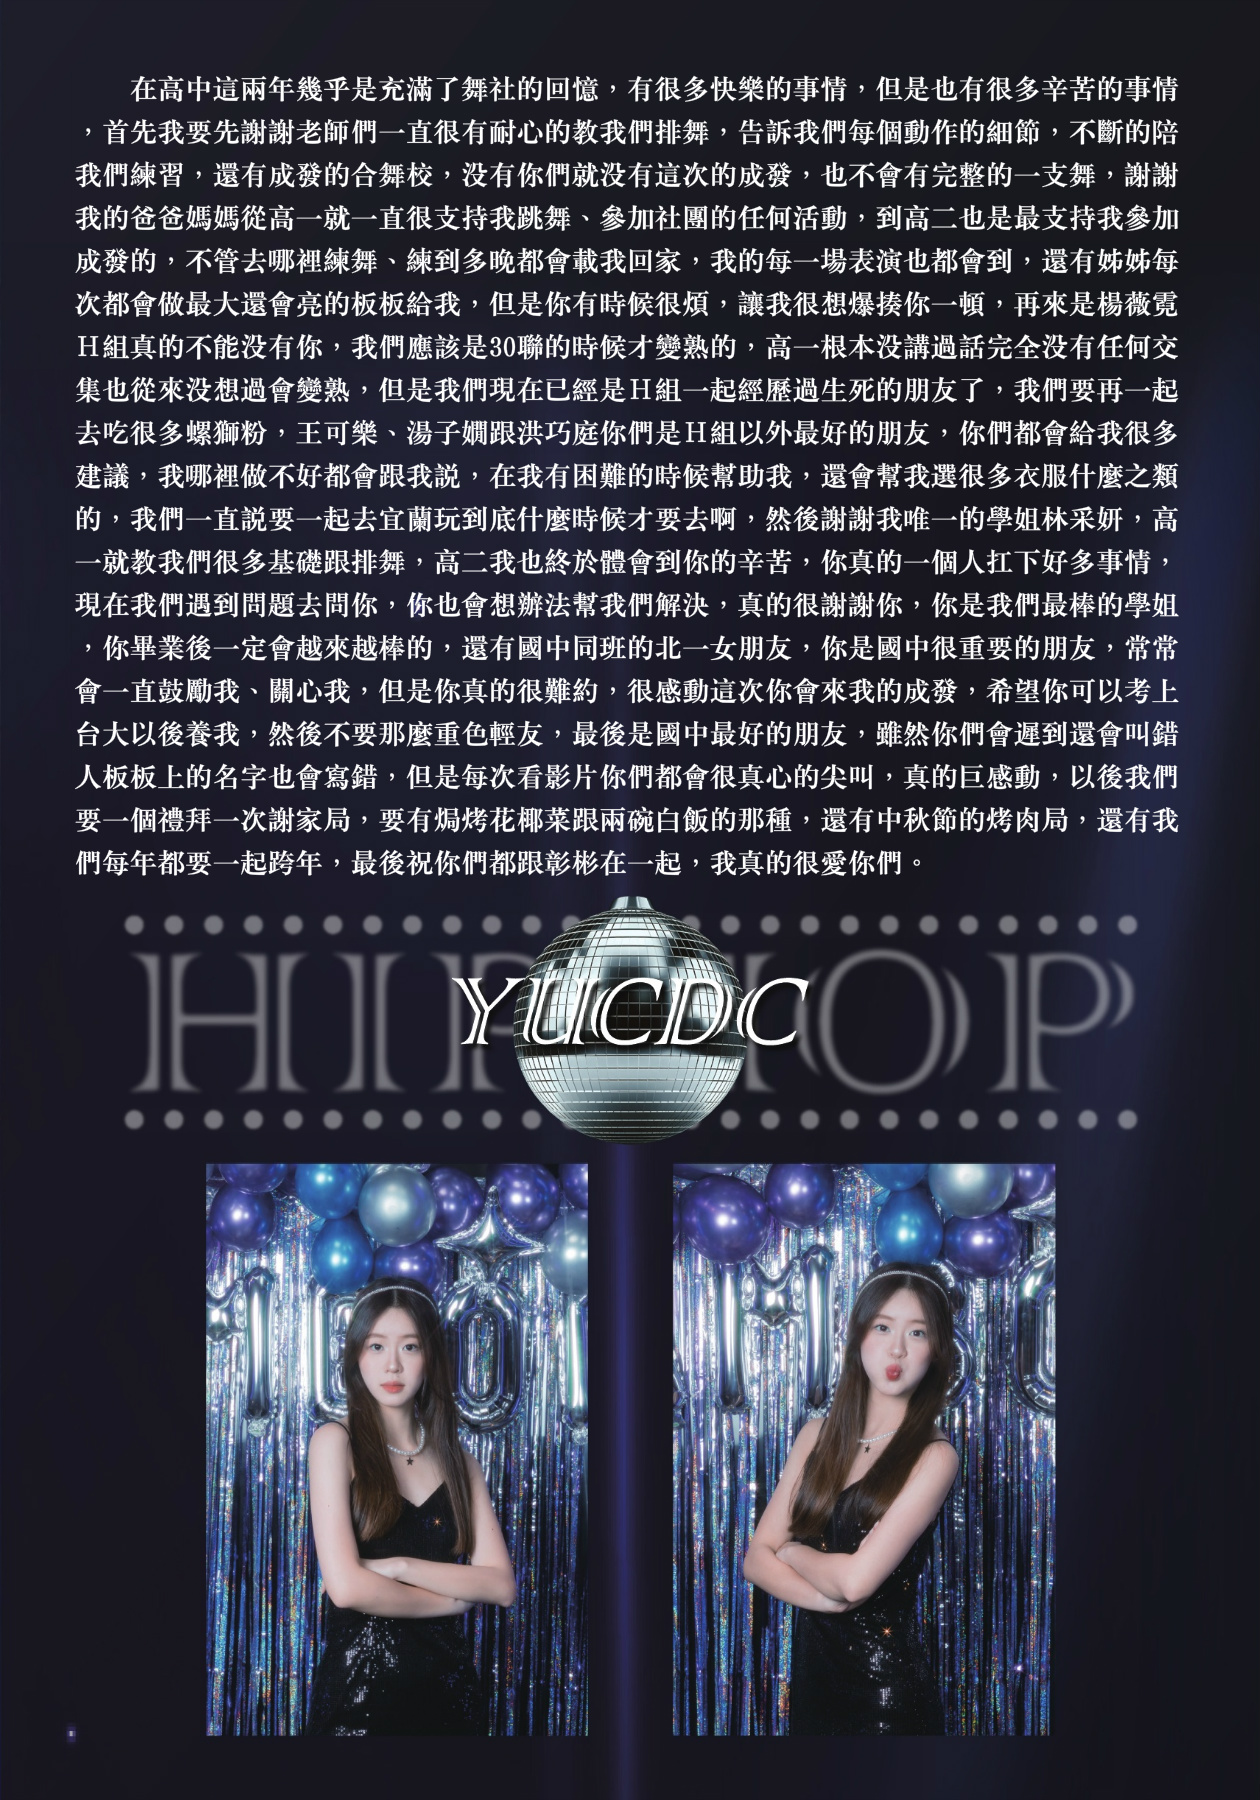 在高中這兩年幾乎是充滿了舞社的回憶，有很多快樂的事情，但是也有很多辛苦的事情
，首先我要先謝謝老師們一直很有耐心的教我們排舞，告訴我們每個動作的細節，不斷的陪
我們練習，還有成發的合舞校，没有你們就没有這次的成發，也不會有完整的一支舞，謝謝
我的爸爸媽媽從高一就一直很支持我跳舞、參加社團的任何活動，到高二也是最支持我參加
成發的，不管去哪裡練舞、練到多晚都會載我回家，我的每一場表演也都會到，還有姊姊每
次都會做最大還會亮的板板給我，但是你有時候很煩，讓我很想爆揍你一頓，再來是楊薇霓
H組真的不能没有你，我們應該是30聯的時候才變熟的，高一根本没講過話完全没有任何交
集也從來没想過會變熟，但是我們現在已經是H組一起經歷過生死的朋友了，我們要再一起
去吃很多螺獅粉，王可樂、湯子嫺跟洪巧庭你們是H組以外最好的朋友，你們都會給我很多
建議，我哪裡做不好都會跟我説，在我有困難的時候幫助我，還會幫我選很多衣服什麼之類
的，我們一直説要一起去宜蘭玩到底什麼時候才要去啊，然後謝謝我唯一的學姐林采妍，高
一就教我們很多基礎跟排舞，高二我也終於體會到你的辛苦，你真的一個人扛下好多事情，
現在我們遇到問題去問你，你也會想辦法幫我們解決，真的很謝謝你，你是我們最棒的學姐
，你畢業後一定會越來越棒的，還有國中同班的北一女朋友，你是國中很重要的朋友，常常
會一直鼓勵我、關心我，但是你真的很難約，很感動這次你會來我的成發，希望你可以考上
台大以後養我，然後不要那麼重色輕友，最後是國中最好的朋友，雖然你們會遲到還會叫錯
人板板上的名字也會寫錯，但是每次看影片你們都會很真心的尖叫，真的巨感動，以後我們
要一個禮拜一次謝家局，要有焗烤花椰菜跟兩碗白飯的那種，還有中秋節的烤肉局，還有我
們每年都要一起跨年，最後祝你們都跟彰彬在一起，我真的很愛你們。
HIPHOP
YUCDC